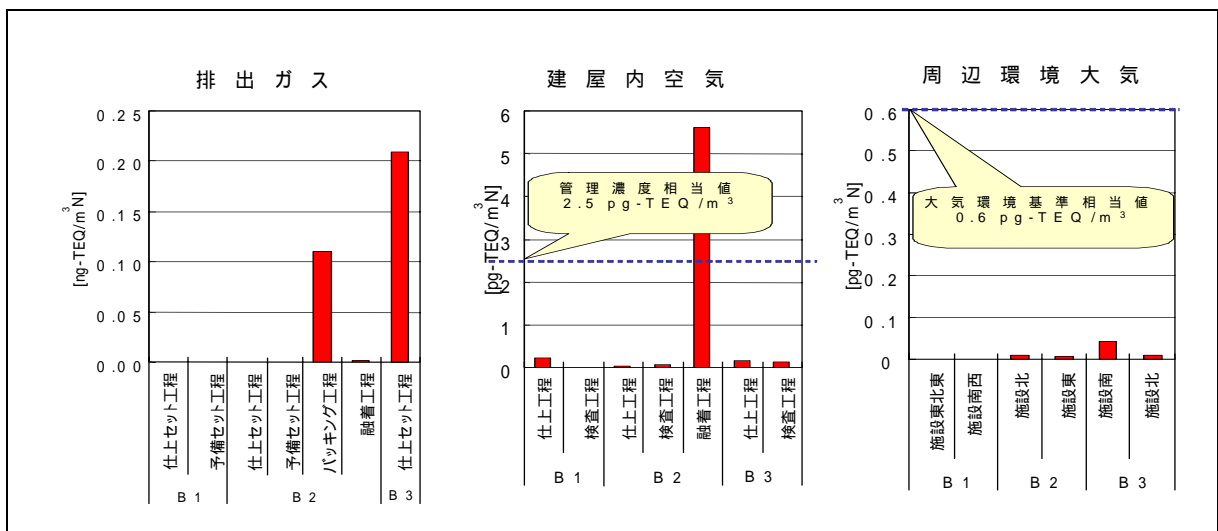 排出ガス
[ng-TEQ/m³N]
0.25
0.20
0.15
0.10
0.05
0.00
仕上セット工程
予備セット工程
仕上セット工程
予備セット工程
パッキング工程
融着工程
仕上セット工程
B1
B2
B3
建屋内空気
[pg-TEQ/m³N]
6
5
4
3
2
1
0
管理濃度相当値
2.5 pg-TEQ/m³
仕上工程
検査工程
仕上工程
検査工程
融着工程
仕上工程
検査工程
B1
B2
B3
周辺環境大気
[pg-TEQ/m³N]
0.6
0.5
0.4
0.3
0.2
0.1
0
大気環境基準相当値
0.6 pg-TEQ/m³
施設東北東
施設南西
施設北
施設東
施設南
施設北
B1
B2
B3